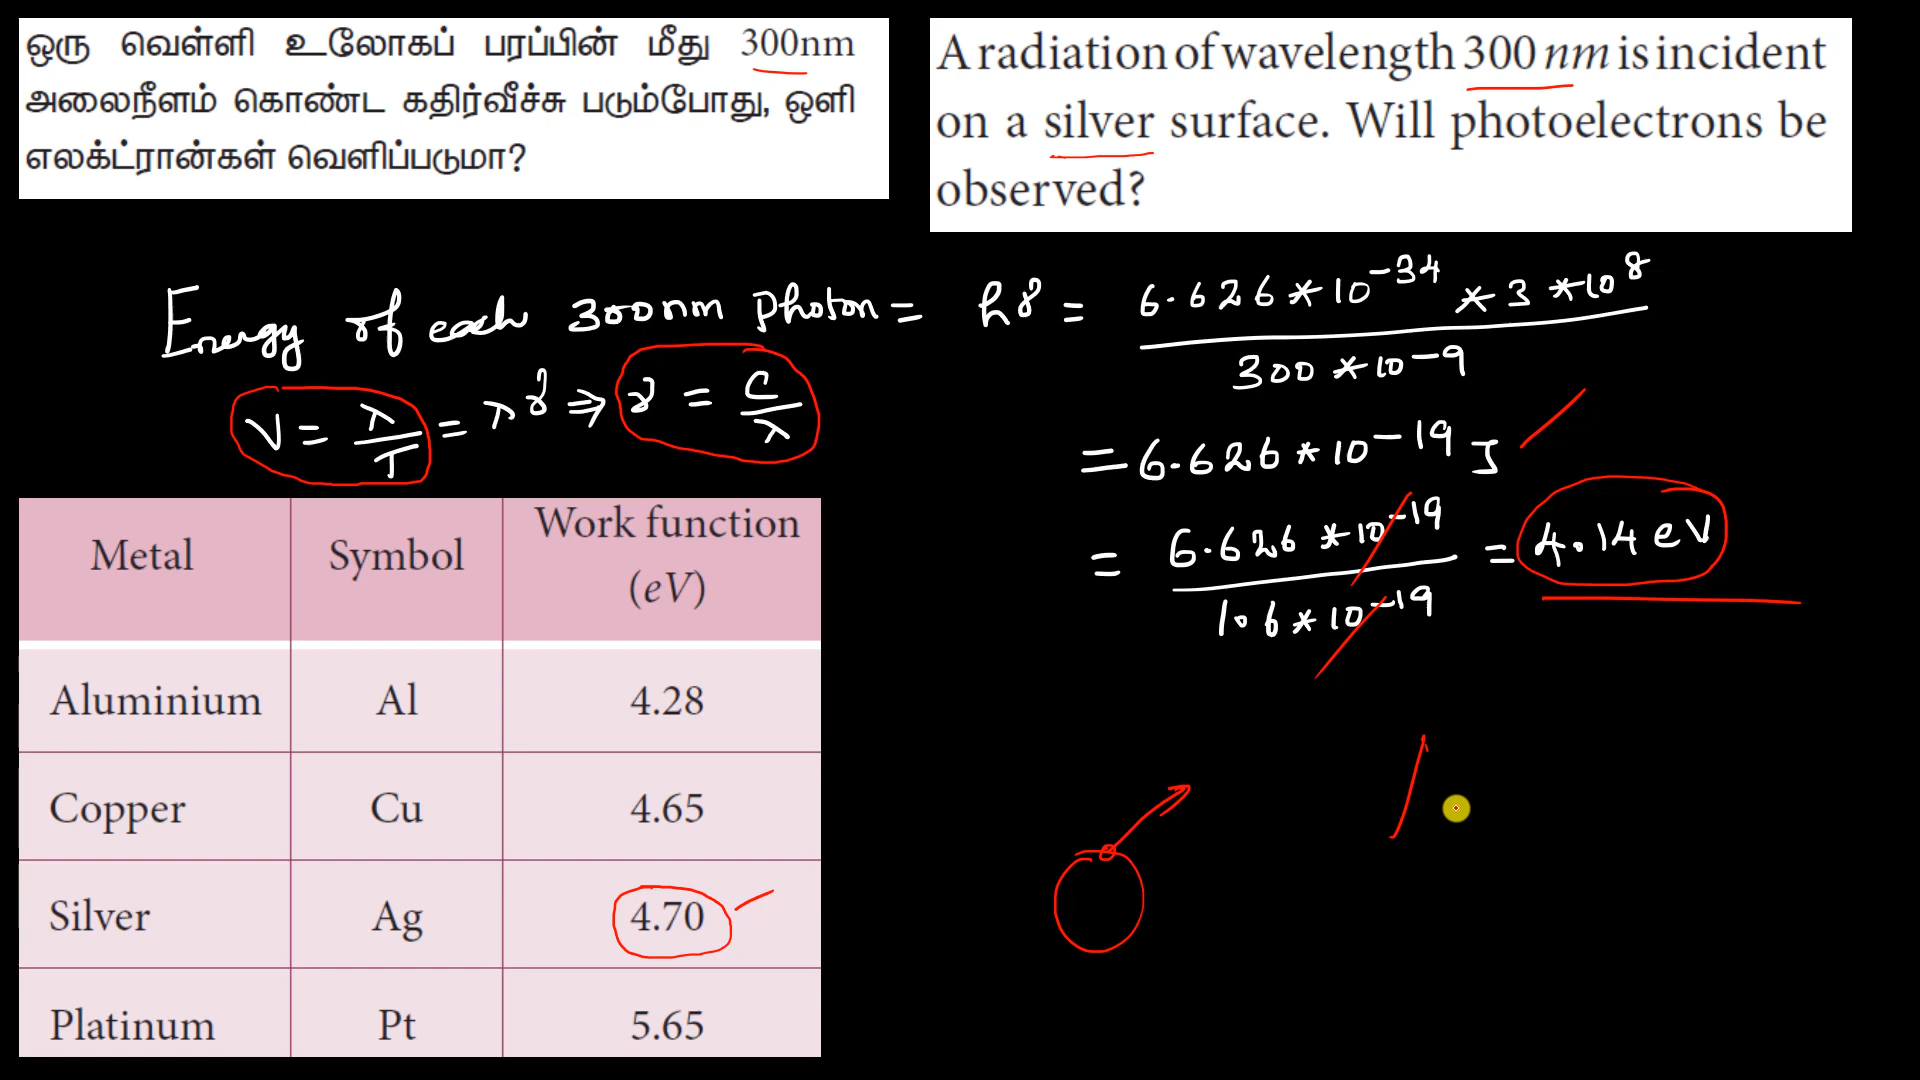 ஒரு வெள்ளி உலோகப் பரப்பின் மீது 300nm
அலைநீளம் கொண்ட கதிர்வீச்சு படும்போது, ஒளி
எலக்ட்ரான்கள் வெளிப்படுமா?
A radiation of wavelength 300 nm is incident
on a silver surface. Will photoelectrons be
observed?
Energy of each 300nm photon = hγ = 6.626*10^-34 * 3 *10^8 / 300 *10^-9
V = λ/T = λγ ⇒ γ = C/λ
= 6.626 * 10^-19 J
= 6.626 *10^-19 / 1.6 *10^-19 = 4.14 eV
Metal Symbol Work function (eV)
Aluminium Al 4.28
Copper Cu 4.65
Silver Ag 4.70
Platinum Pt 5.65